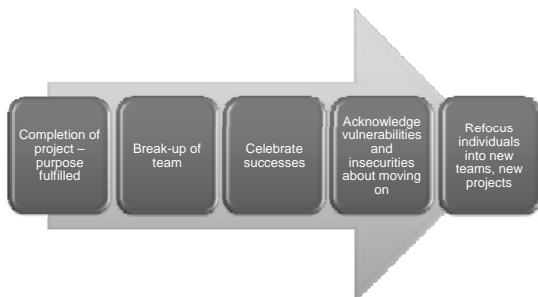 Completion of
project –
purpose
fulfilled
Break-up of
team
Celebrate
successes
Acknowledge
vulnerabilities
and
insecurities
about moving
on
Refocus
individuals
into new
teams, new
projects